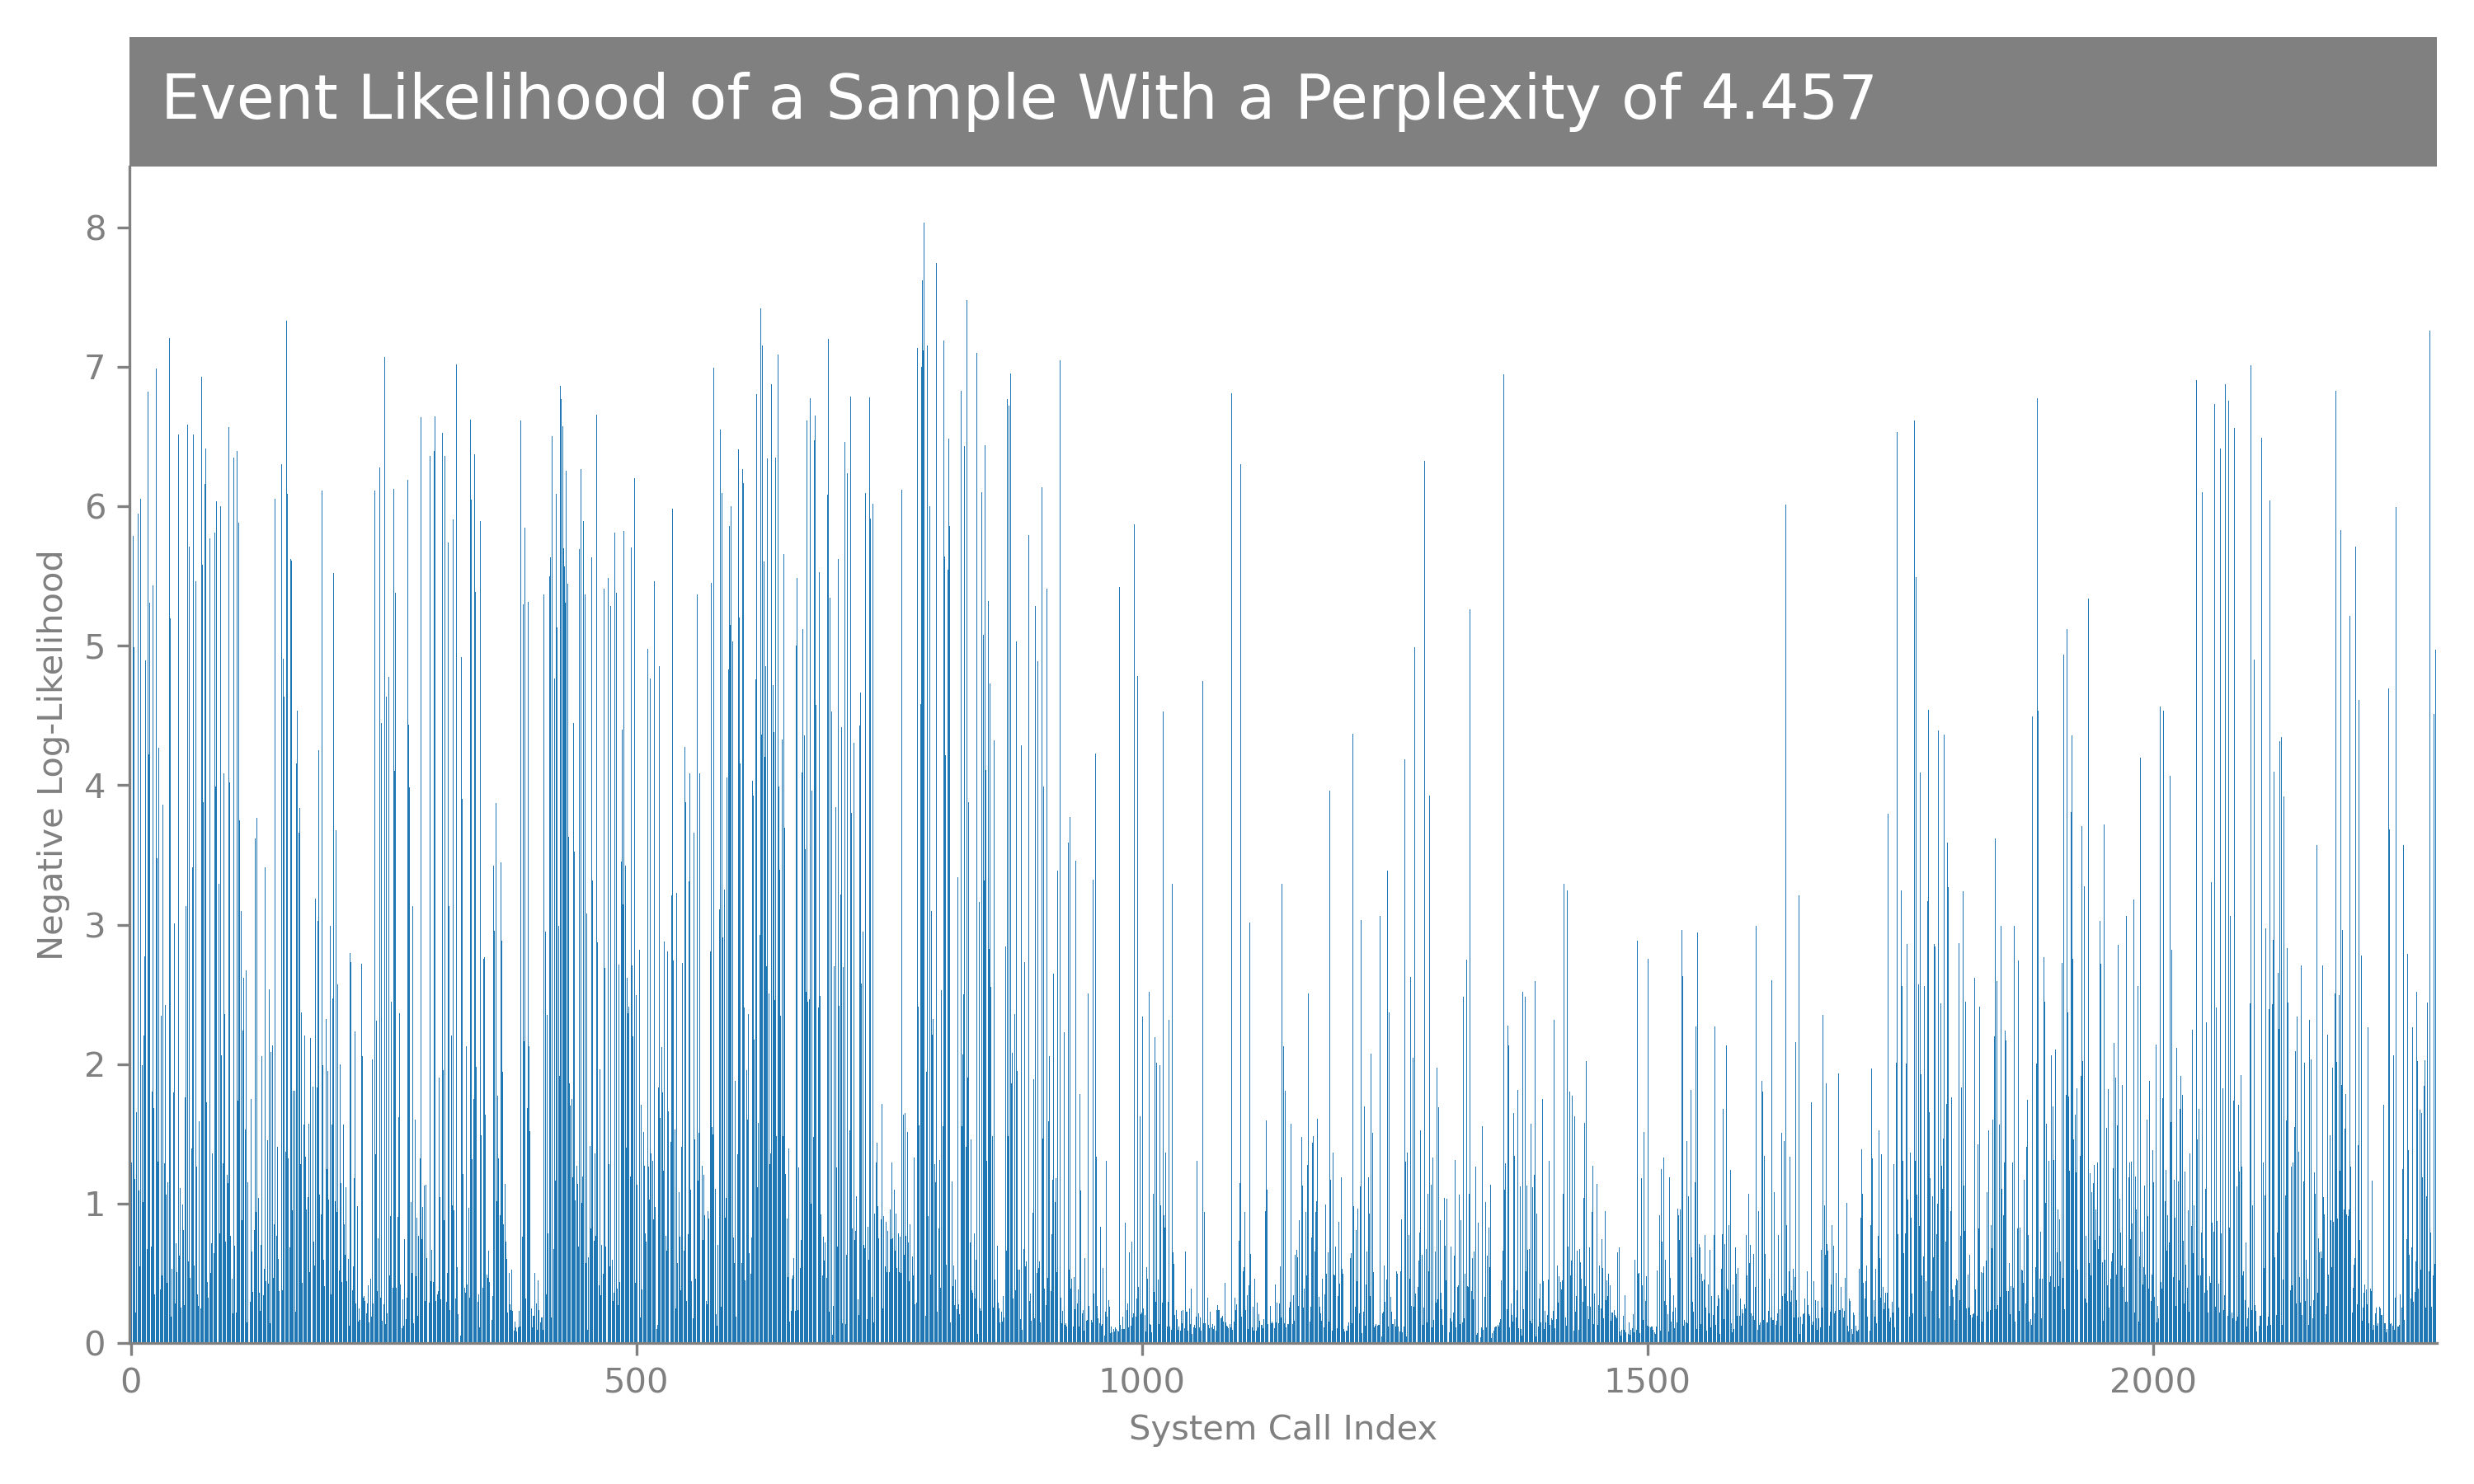 Event Likelihood of a Sample With a Perplexity of 4.457
8
7
6
5
4
3
2
1
0
Negative Log-Likelihood
0 500 1000 1500 2000
System Call Index